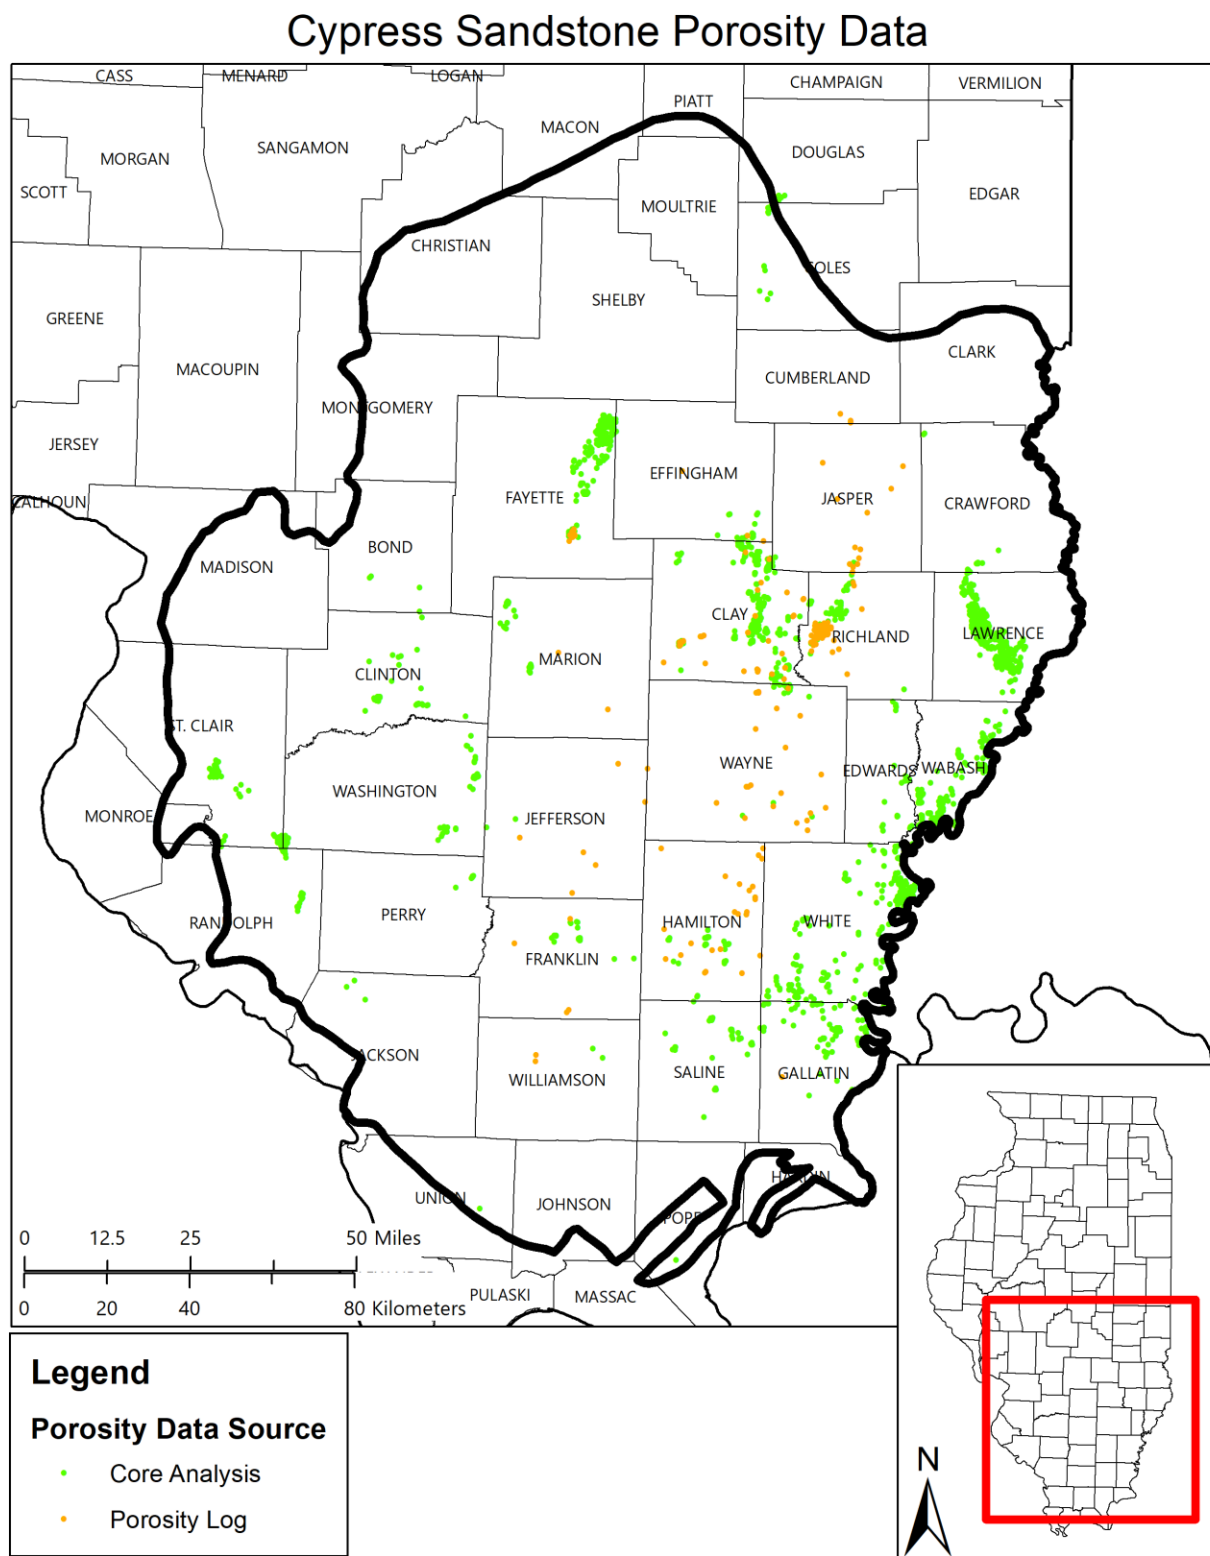 Cypress Sandstone Porosity Data
CASS
MENARD
LOGAN
PIATT
CHAMPAIGN
VERMILION
MACON
MORGAN
SANGAMON
DOUGLAS
SCOTT
EDGAR
MOULTRIE
CHRISTIAN
COLES
SHELBY
GREENE
CLARK
MACOUPIN
CUMBERLAND
MONTGOMERY
JERSEY
EFFINGHAM
FAYETTE
JASPER
CRAWFORD
CALHOUN
BOND
MADISON
CLAY
RICHLAND
LAWRENCE
MARION
CLINTON
ST. CLAIR
WAYNE
EDWARDS
WABASH
WASHINGTON
MONROE
JEFFERSON
PERRY
RANDOLPH
HAMILTON
WHITE
FRANKLIN
JACKSON
WILLIAMSON
SALINE
GALLATIN
HARDIN
UNION
JOHNSON
POPE
0 12.5 25 50 Miles
0 20 40 80 Kilometers
PULASKI
MASSAC
Legend
Porosity Data Source
Core Analysis
Porosity Log
N